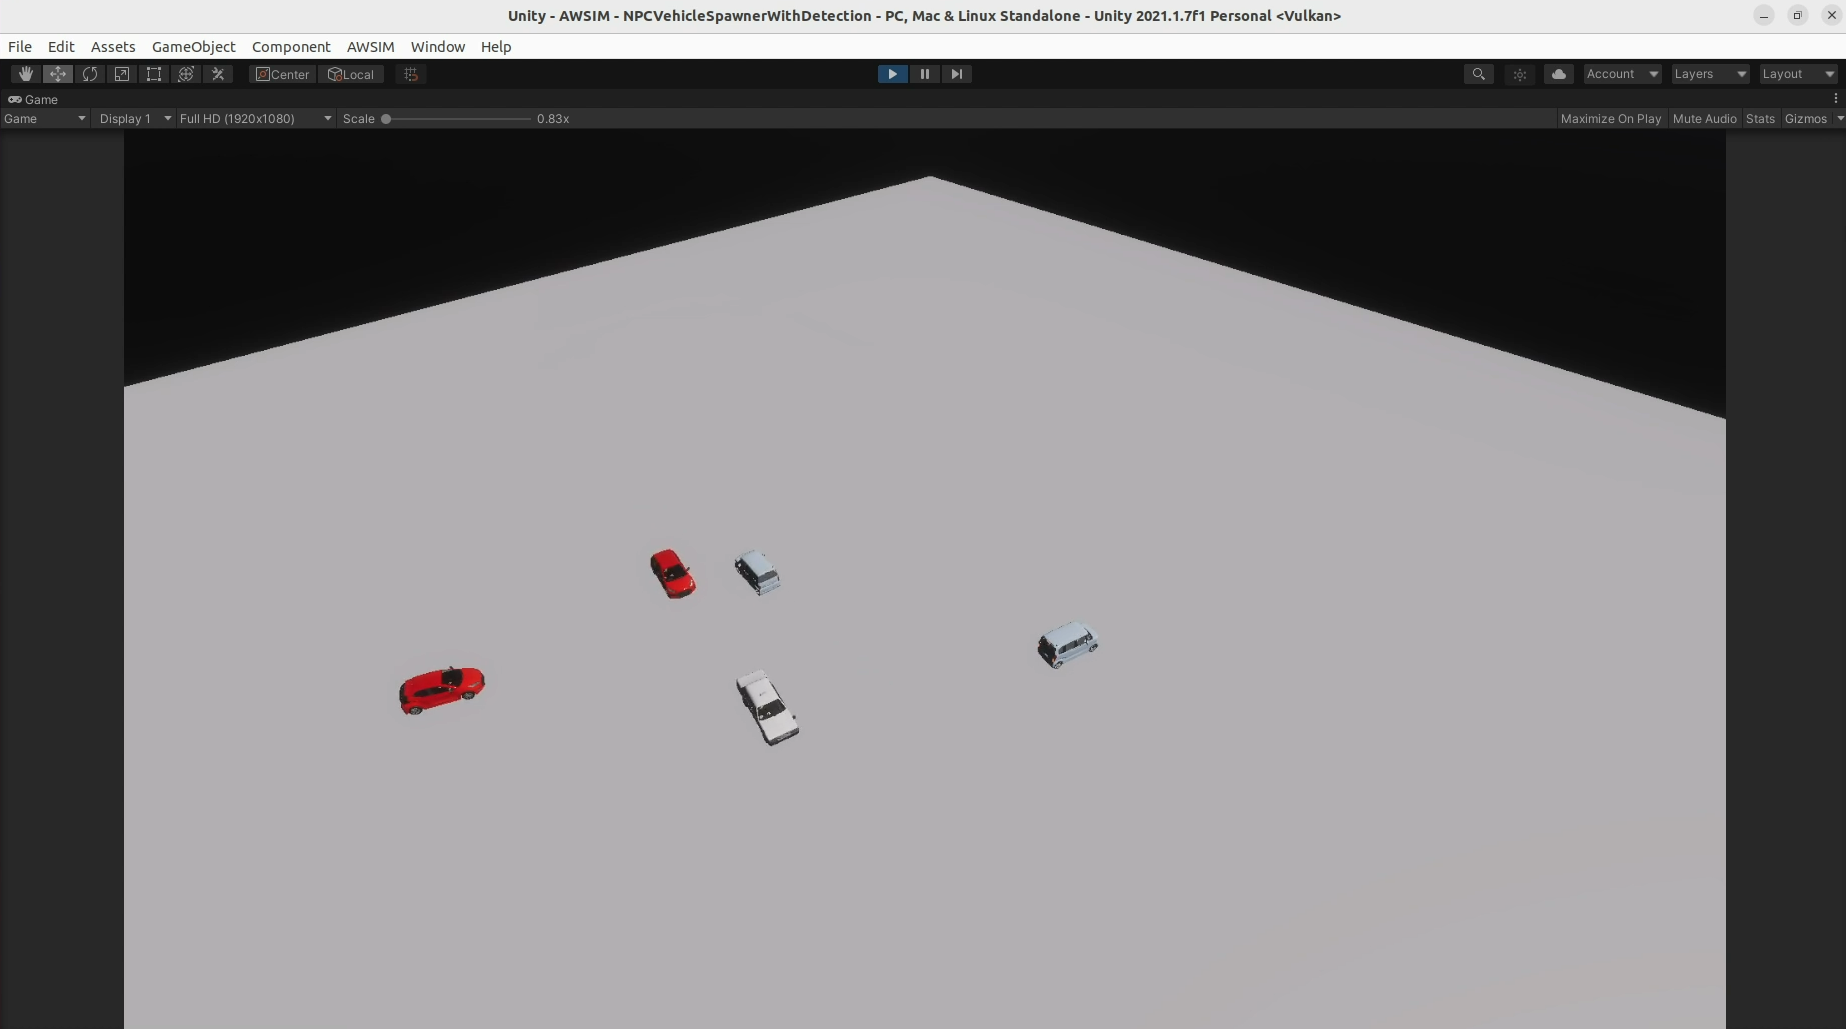 Unity - AWSIM - NPCVehicleSpawnerWithDetection - PC, Mac & Linux Standalone - Unity 2021.1.7f1 Personal <Vulkan>
File Edit Assets GameObject Component AWSIM Window Help
Center Local Account Layers Layout
Game
Game Display 1 Full HD (1920x1080) Scale 0.83x Maximize On Play Mute Audio Stats Gizmos